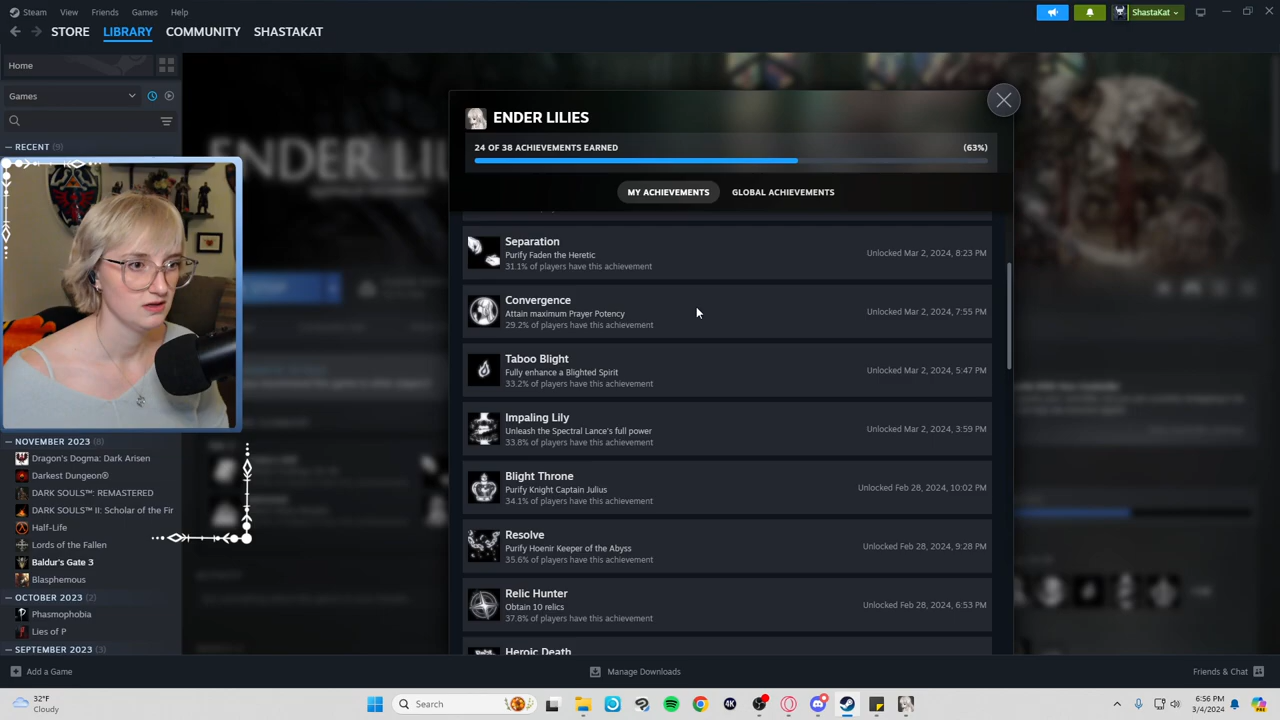 Steam View Friends Games Help
ShastaKat
STORE LIBRARY COMMUNITY SHASTAKAT
Home
Games
RECENT (9)
ENDER LILIES
24 OF 38 ACHIEVEMENTS EARNED (63%)
MY ACHIEVEMENTS GLOBAL ACHIEVEMENTS
Separation
Purify Faden the Heretic
31.1% of players have this achievement
Unlocked Mar 2, 2024, 8:23 PM
Convergence
Attain maximum Prayer Potency
29.2% of players have this achievement
Unlocked Mar 2, 2024, 7:55 PM
Taboo Blight
Fully enhance a Blighted Spirit
33.2% of players have this achievement
Unlocked Mar 2, 2024, 5:47 PM
Impaling Lily
Unleash the Spectral Lance's full power
33.8% of players have this achievement
Unlocked Mar 2, 2024, 3:59 PM
Blight Throne
Purify Knight Captain Julius
34.1% of players have this achievement
Unlocked Feb 28, 2024, 10:02 PM
Resolve
Purify Hoenir Keeper of the Abyss
35.6% of players have this achievement
Unlocked Feb 28, 2024, 9:28 PM
Relic Hunter
Obtain 10 relics
37.8% of players have this achievement
Unlocked Feb 28, 2024, 6:53 PM
Heroic Death
NOVEMBER 2023 (8)
Dragon's Dogma: Dark Arisen
Darkest Dungeon®
DARK SOULS™: REMASTERED
DARK SOULS™ II: Scholar of the Fir
Half-Life
Lords of the Fallen
Baldur's Gate 3
Blasphemous
OCTOBER 2023 (2)
Phasmophobia
Lies of P
SEPTEMBER 2023 (3)
Add a Game
Manage Downloads
Friends & Chat
32°F
Cloudy
Search
4K
6:56 PM
3/4/2024